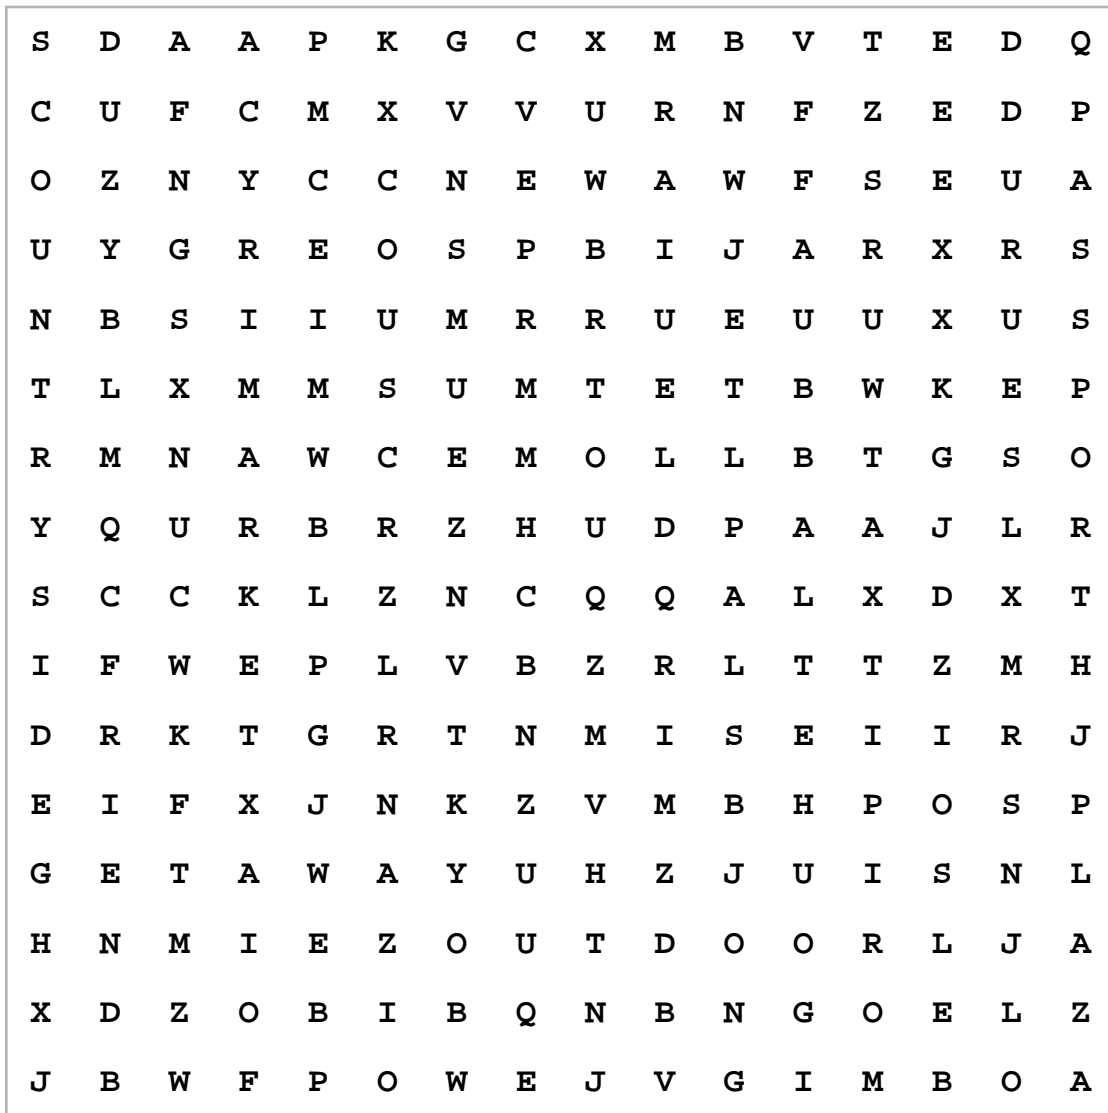 S D A A P K G C X M B V T E D Q
C U F C M X V V U R N F Z E D P
O Z N Y C C N E W A W F S E U A
U Y G R E O S P B I J A R X R S
N B S I I U M R R U E U U X U S
T L X M M S U M T E T B W K E P
R M N A W C E M O L L B T G S O
Y Q U R B R Z H U D P A A J L R
S C C K L Z N C Q Q A L X D X T
I F W E P L V B Z R L T T Z M H
D R K T G R T N M I S E I I R J
E I F X J N K Z V M B H P O S P
G E T A W A Y U H Z J U I S N L
H N M I E Z O U T D O O R L J A
X D Z O B I B Q N B N G O E L Z
J B W F P O W E J V G I M B O A